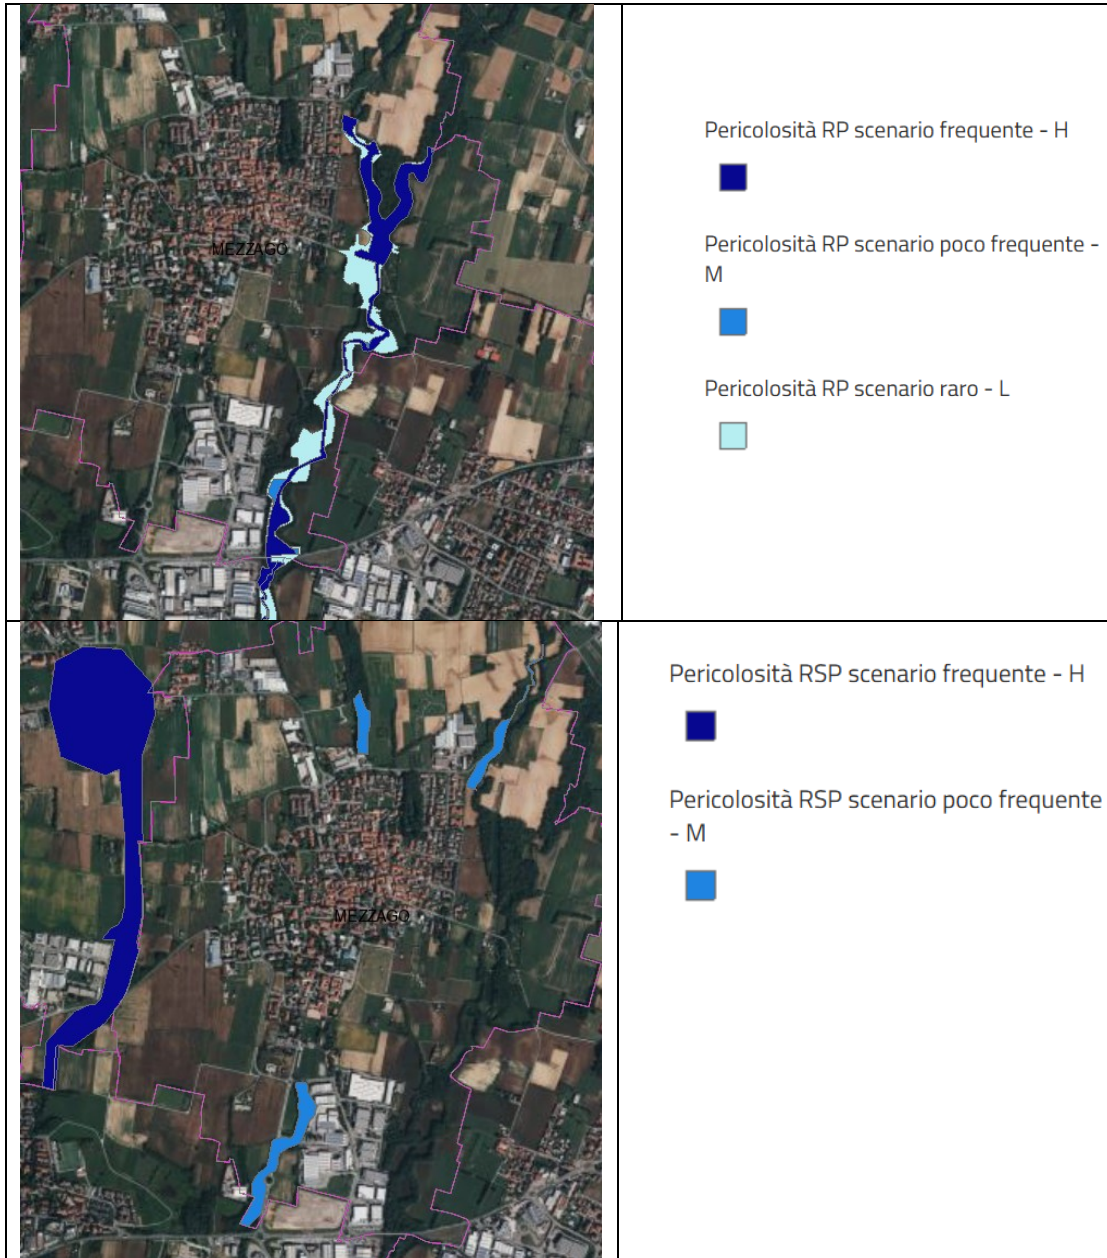 MEZZAGO
Pericolosità RP scenario frequente - H
Pericolosità RP scenario poco frequente -
M
Pericolosità RP scenario raro - L
MEZZAGO
Pericolosità RSP scenario frequente - H
Pericolosità RSP scenario poco frequente
- M